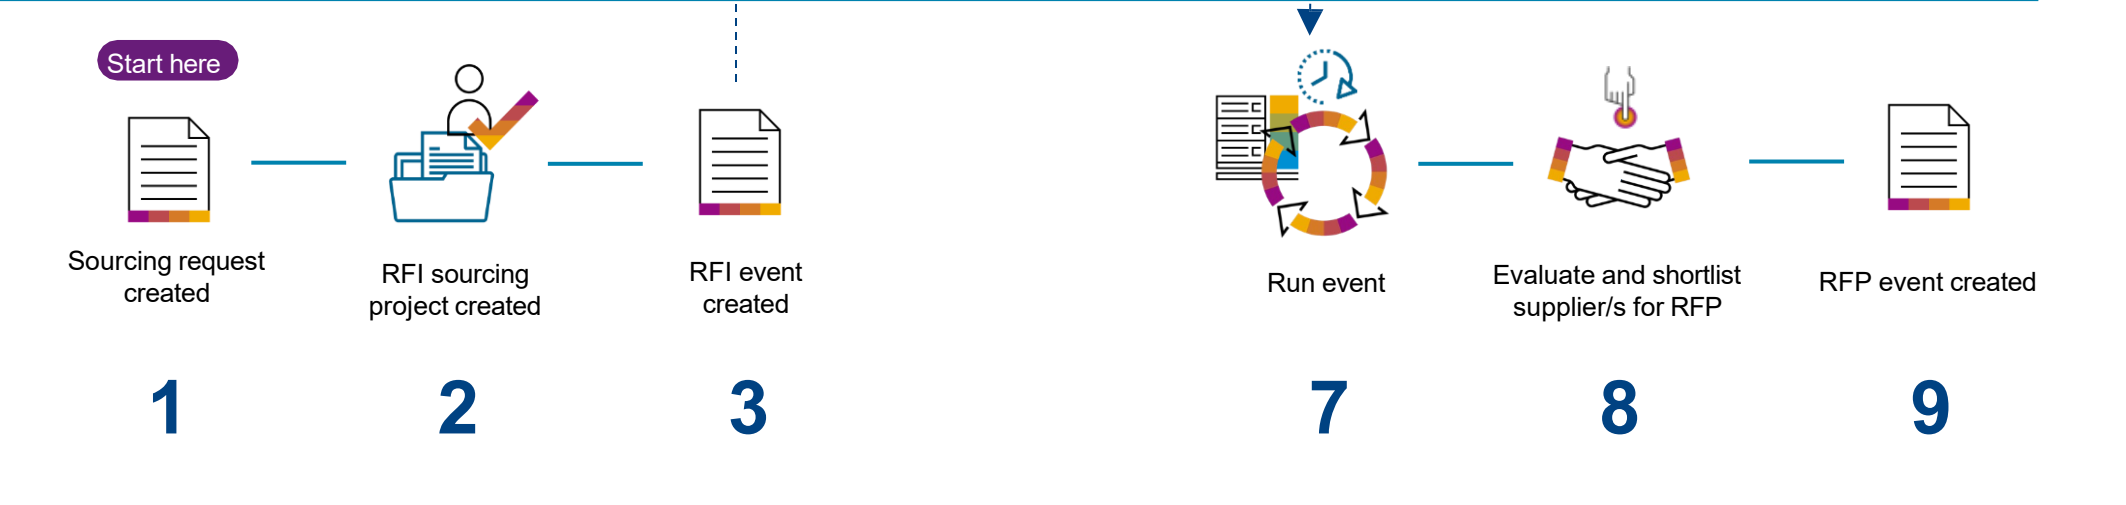 Start here
Sourcing request
created
RFI sourcing
project created
RFI event
created
Run event
Evaluate and shortlist
supplier/s for RFP
RFP event created
1
2
3
7
8
9